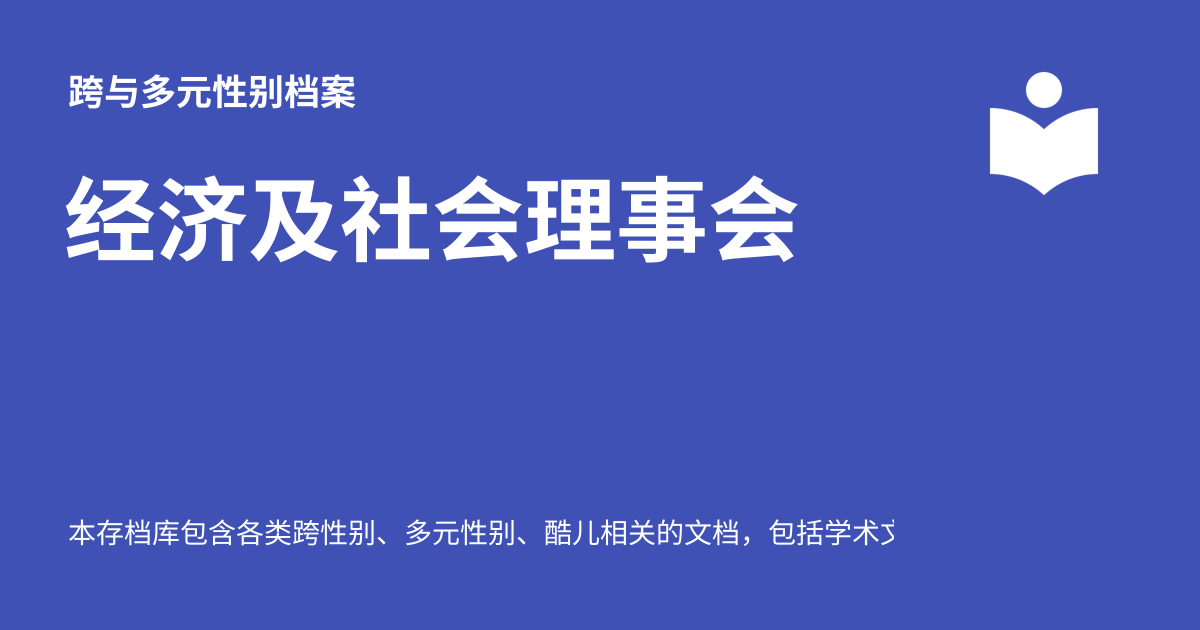 跨与多元性别档案
经济及社会理事会
本存档库包含各类跨性别、多元性别、酷儿相关的文档，包括学术